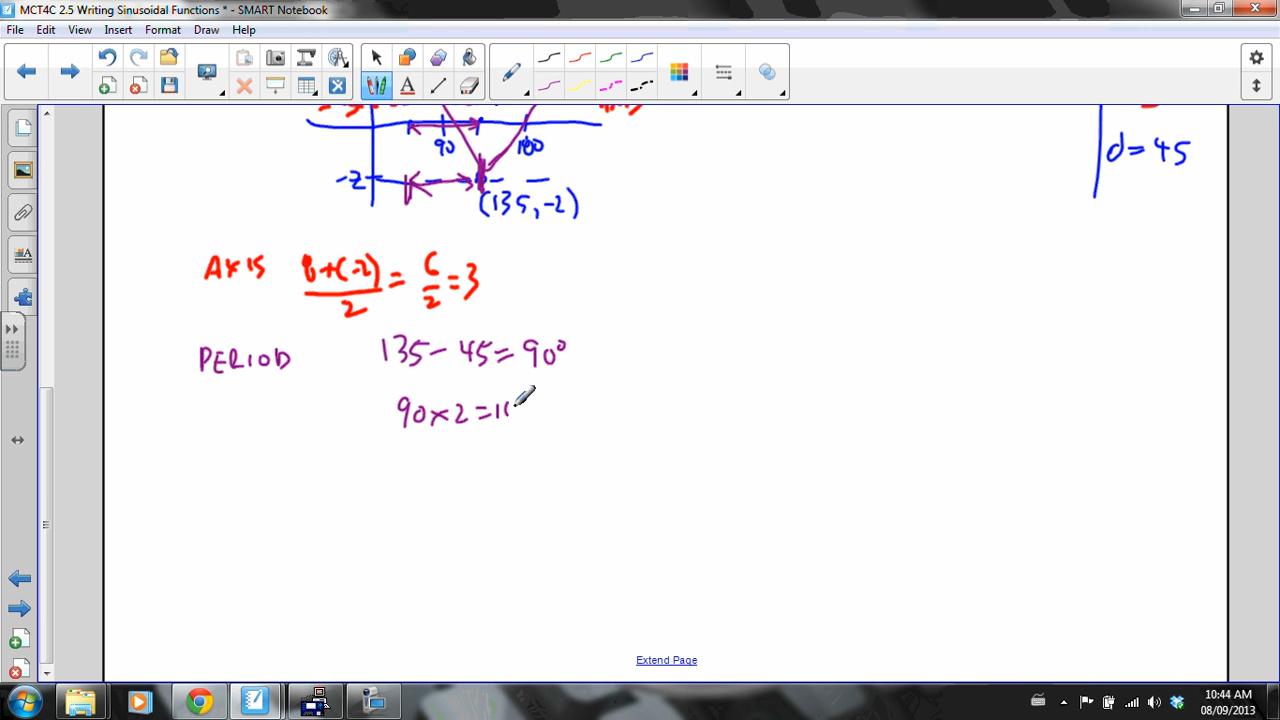 MCT4C 2.5 Writing Sinusoidal Functions * - SMART Notebook
File Edit View Insert Format Draw Help
90 180
-2
(135, -2)
d = 45
AXIS 8+(-2)/2 = 6/2 = 3
PERIOD 135 - 45 = 90°
90 x 2 = 1
Extend Page
10:44 AM
08/09/2013